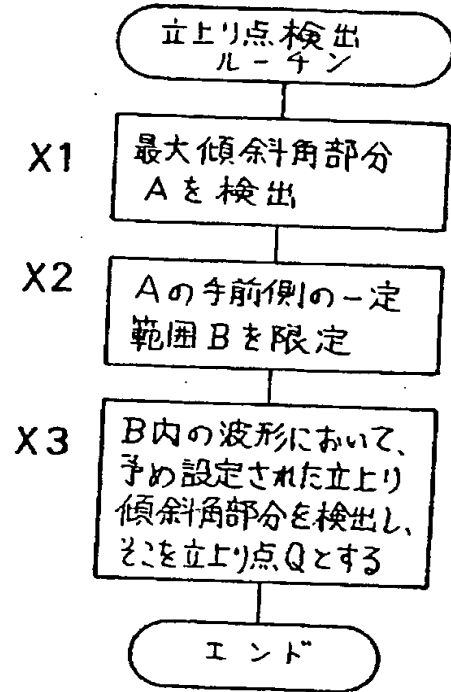 立上り点検出
ルーチン
X1
最大傾斜角部分
Aを検出
X2
Aの手前側の一定
範囲Bを限定
X3
B内の波形において、
予め設定された立上り
傾斜角部分を検出し、
そこを立上り点Qとする
エンド